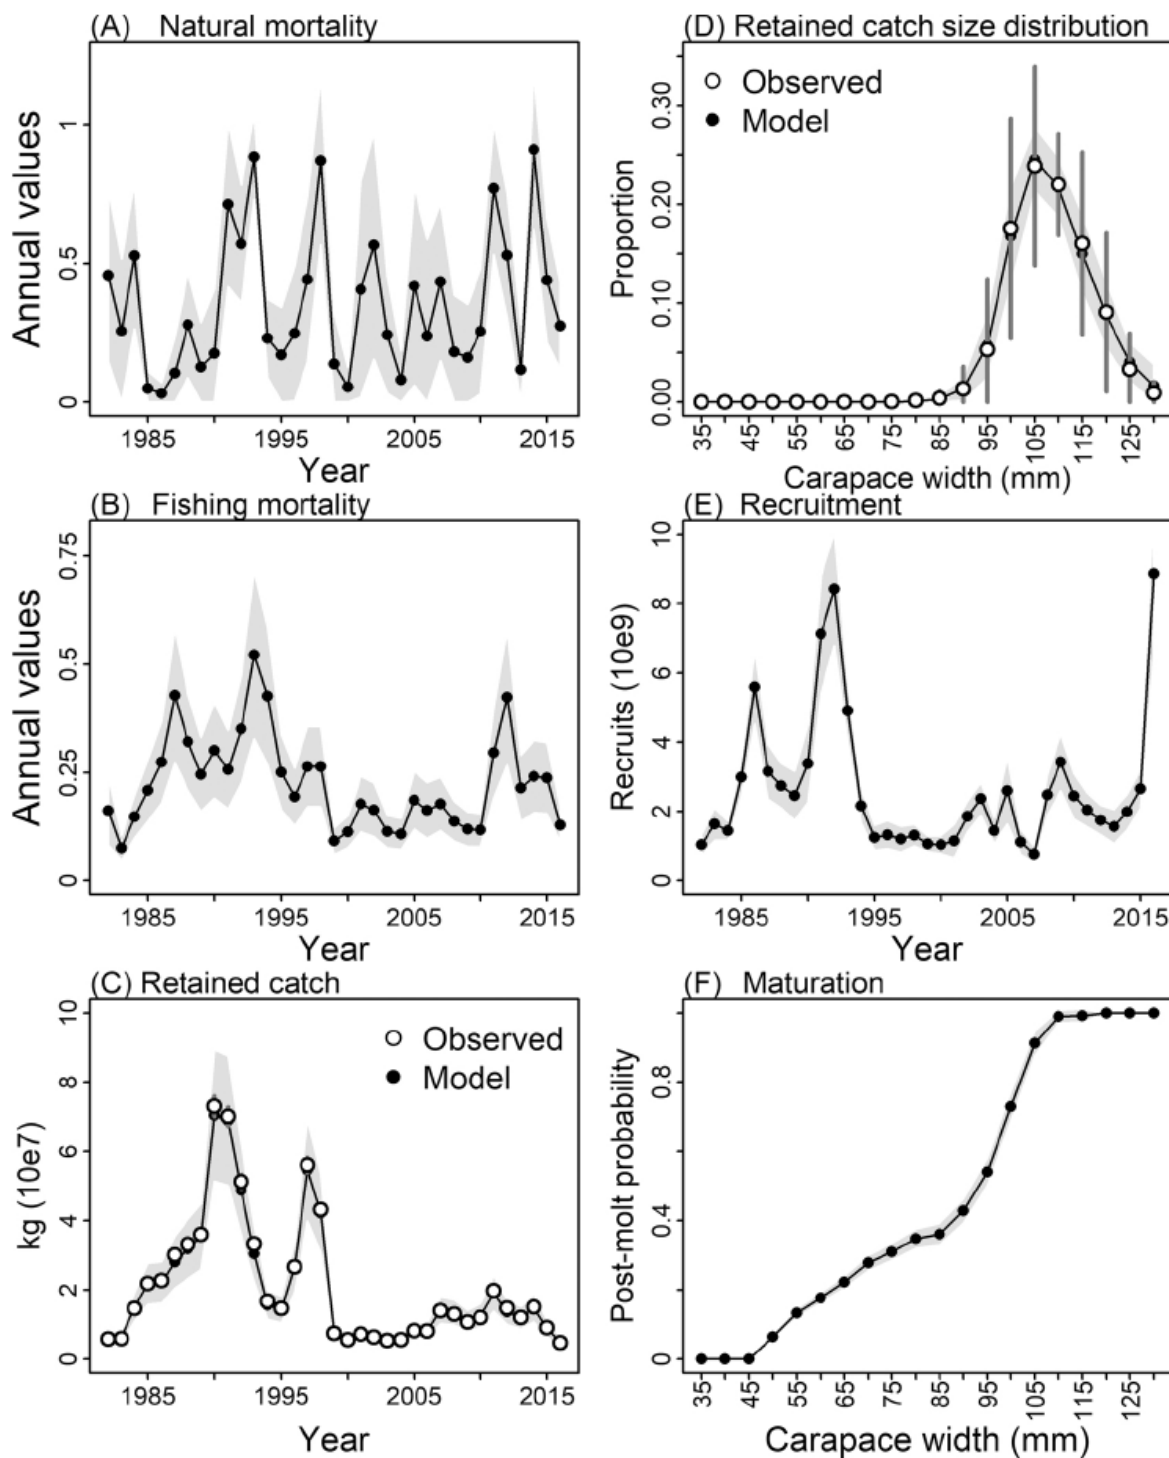 (A) Natural mortality
Annual values
0 0.5 1
1985 1995 2005 2015
Year
(B) Fishing mortality
Annual values
0 0.25 0.5 0.75
1985 1995 2005 2015
Year
(C) Retained catch
Observed
Model
kg (10e7)
0 2 4 6 8 10
1985 1995 2005 2015
Year
(D) Retained catch size distribution
Observed
Model
Proportion
0.00 0.10 0.20 0.30
35 45 55 65 75 85 95 105 115 125
Carapace width (mm)
(E) Recruitment
Recruits (10e9)
0 2 4 6 8 10
1985 1995 2005 2015
Year
(F) Maturation
Post-molt probability
0 0.4 0.8
35 45 55 65 75 85 95 105 115 125
Carapace width (mm)